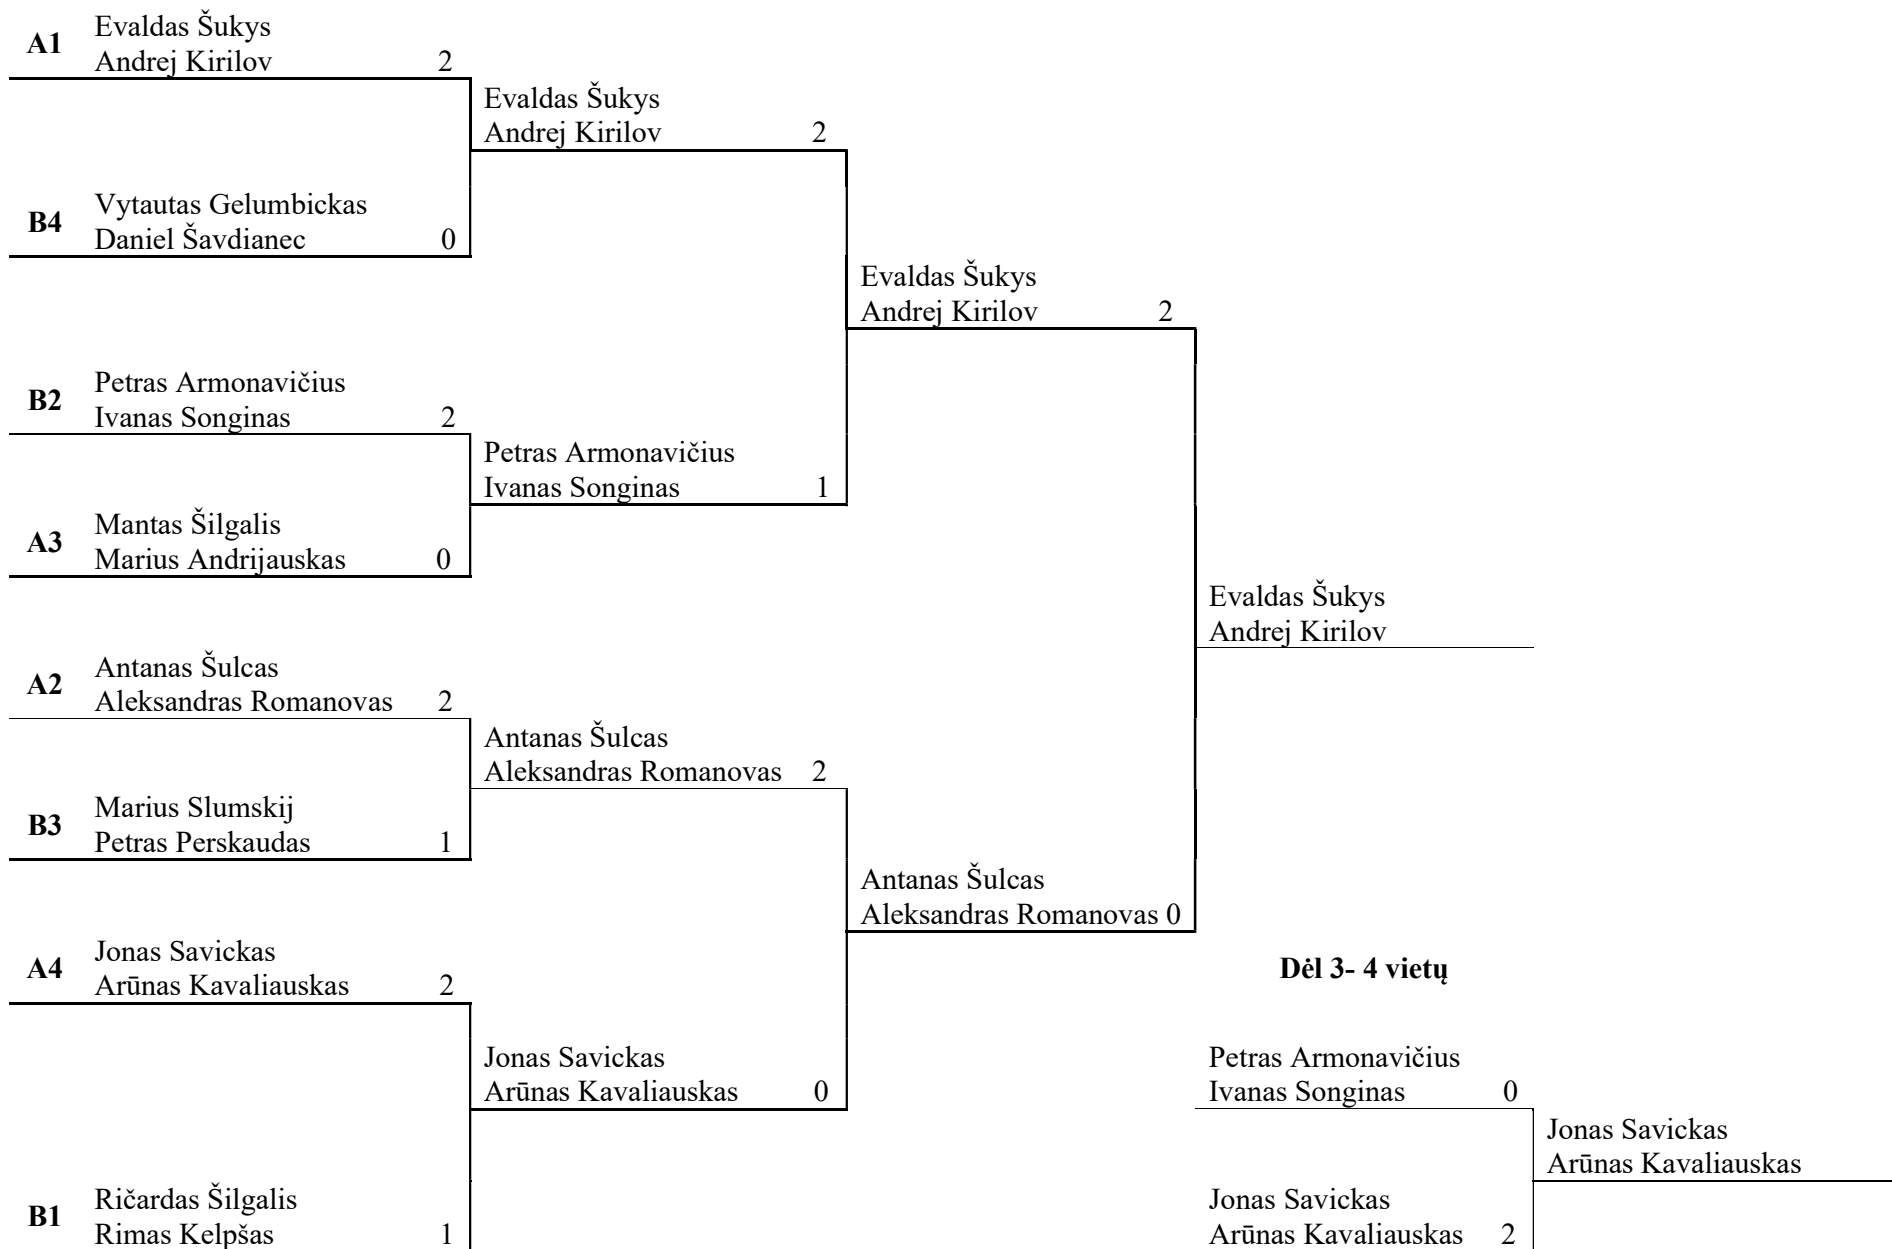 A1
Evaldas Šukys
Andrej Kirilov 2
Evaldas Šukys
Andrej Kirilov 2
B4
Vytautas Gelumbickas
Daniel Šavdianec 0
Evaldas Šukys
Andrej Kirilov 2
B2
Petras Armonavičius
Ivanas Songinas 2
Petras Armonavičius
Ivanas Songinas 1
A3
Mantas Šilgalis
Marius Andrijauskas 0
Evaldas Šukys
Andrej Kirilov
A2
Antanas Šulcas
Aleksandras Romanovas 2
Antanas Šulcas
Aleksandras Romanovas 2
B3
Marius Slumskij
Petras Perskaudas 1
Antanas Šulcas
Aleksandras Romanovas 0
A4
Jonas Savickas
Arūnas Kavaliauskas 2
Dėl 3- 4 vietų
Jonas Savickas
Arūnas Kavaliauskas 0
Petras Armonavičius
Ivanas Songinas 0
Jonas Savickas
Arūnas Kavaliauskas
B1
Ričardas Šilgalis
Rimas Kelpšas 1
Jonas Savickas
Arūnas Kavaliauskas 2